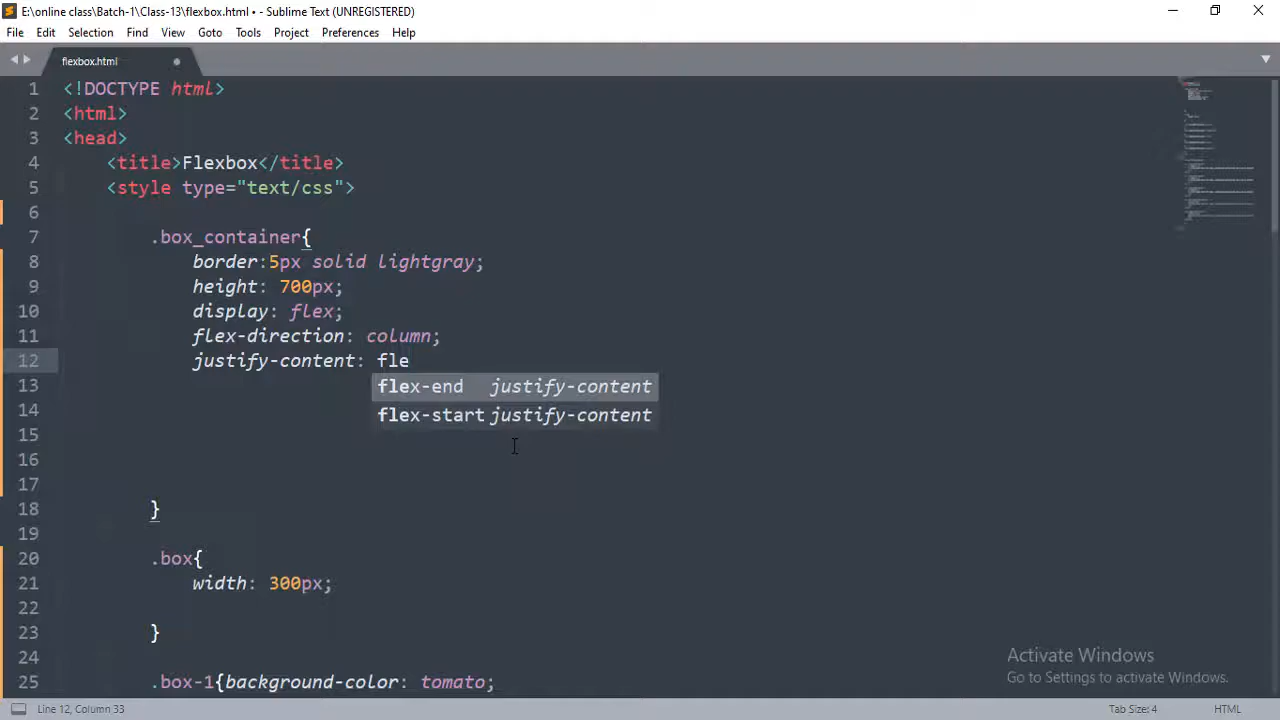 E:\online class\Batch-1\Class-13\flexbox.html • - Sublime Text (UNREGISTERED)
File Edit Selection Find View Goto Tools Project Preferences Help
flexbox.html
1 <!DOCTYPE html>
2 <html>
3 <head>
4 <title>Flexbox</title>
5 <style type="text/css">
6
7 .box_container{
8 border:5px solid lightgray;
9 height: 700px;
10 display: flex;
11 flex-direction: column;
12 justify-content: fle
13 flex-end justify-content
14 flex-start justify-content
15
16
17
18 }
19
20 .box{
21 width: 300px;
22
23 }
24
25 .box-1{background-color: tomato;
Activate Windows
Go to Settings to activate Windows.
Line 12, Column 33 Tab Size: 4 HTML